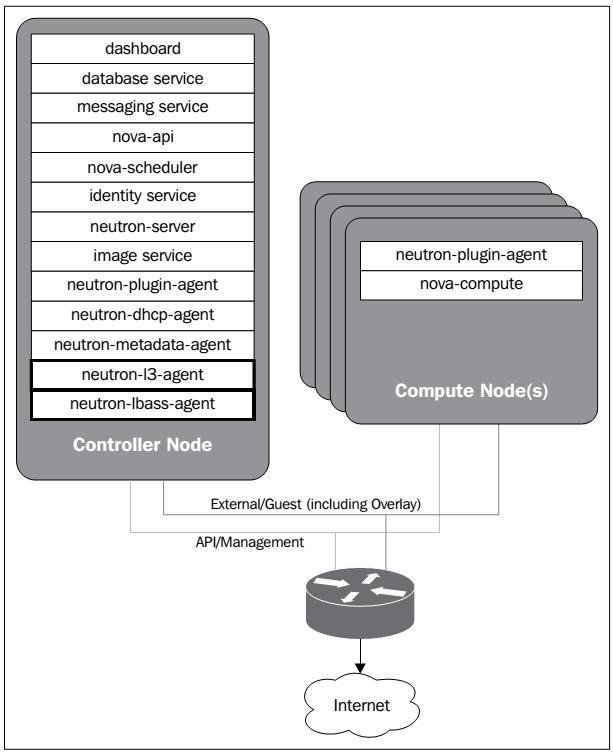 dashboard
database service
messaging service
nova-api
nova-scheduler
identity service
neutron-server
image service
neutron-plugin-agent
neutron-dhcp-agent
neutron-metadata-agent
neutron-l3-agent
neutron-lbass-agent
Controller Node
neutron-plugin-agent
nova-compute
Compute Node(s)
External/Guest (including Overlay)
API/Management
Internet